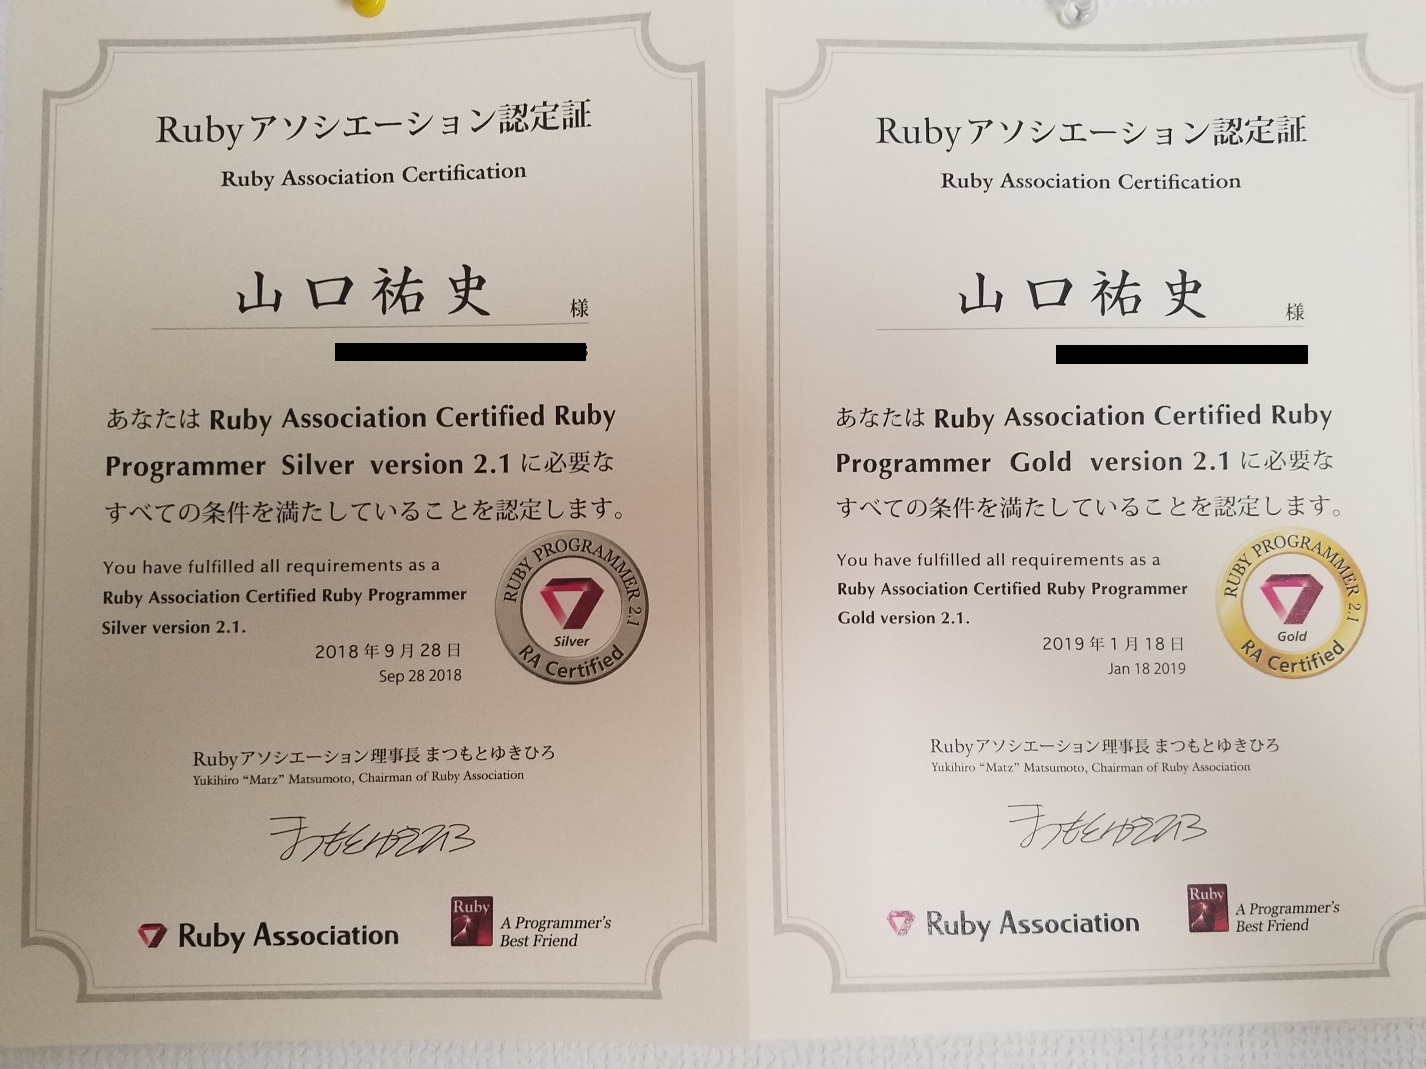 Rubyアソシエーション認定証
Ruby Association Certification
山口祐史 様
あなたは Ruby Association Certified Ruby
Programmer Silver version 2.1 に必要な
すべての条件を満たしていることを認定します。
You have fulfilled all requirements as a
Ruby Association Certified Ruby Programmer
Silver version 2.1.
2018年9月28日
Sep 28 2018
RUBY PROGRAMMER 2.1
Silver
RA Certified
Rubyアソシエーション理事長 まつもとゆきひろ
Yukihiro “Matz” Matsumoto, Chairman of Ruby Association
まつもとゆきひろ
Ruby Association
Ruby
A Programmer's
Best Friend
Rubyアソシエーション認定証
Ruby Association Certification
山口祐史 様
あなたは Ruby Association Certified Ruby
Programmer Gold version 2.1 に必要な
すべての条件を満たしていることを認定します。
You have fulfilled all requirements as a
Ruby Association Certified Ruby Programmer
Gold version 2.1.
2019年1月18日
Jan 18 2019
RUBY PROGRAMMER 2.1
Gold
RA Certified
Rubyアソシエーション理事長 まつもとゆきひろ
Yukihiro “Matz” Matsumoto, Chairman of Ruby Association
まつもとゆきひろ
Ruby Association
Ruby
A Programmer's
Best Friend